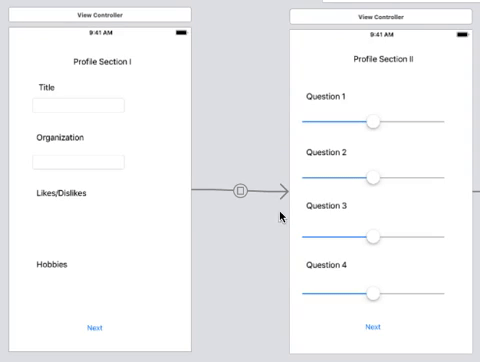 View Controller
9:41 AM
Profile Section I
Title
Organization
Likes/Dislikes
Hobbies
Next
View Controller
9:41 AM
Profile Section II
Question 1
Question 2
Question 3
Question 4
Next